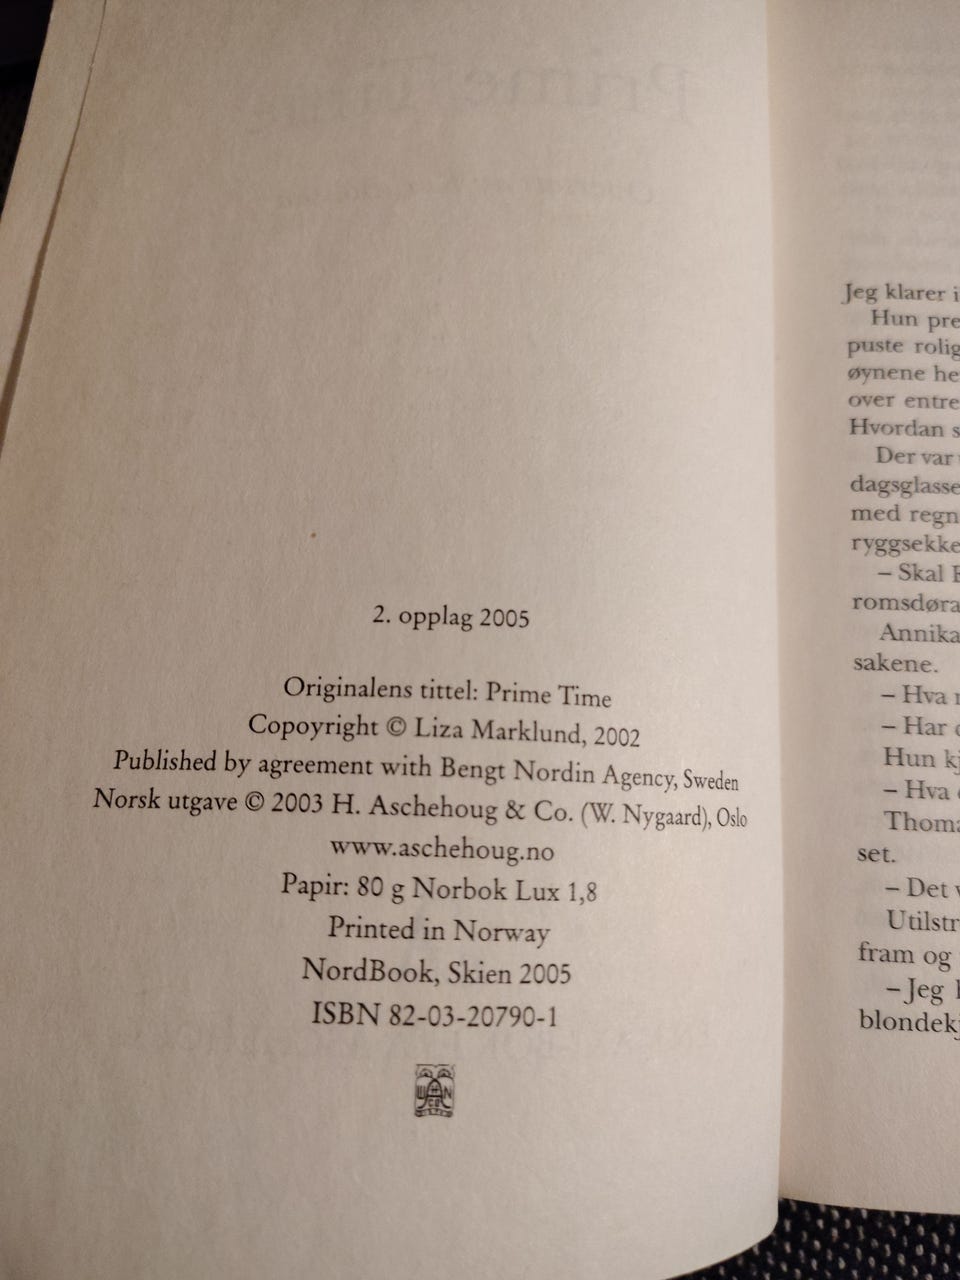 2. opplag 2005
Originalens tittel: Prime Time
Copoyright © Liza Marklund, 2002
Published by agreement with Bengt Nordin Agency, Sweden
Norsk utgave © 2003 H. Aschehoug & Co. (W. Nygaard), Oslo
www.aschehoug.no
Papir: 80 g Norbok Lux 1,8
Printed in Norway
NordBook, Skien 2005
ISBN 82-03-20790-1
Jeg klarer i
Hun pre
puste rolig
øynene he
over entre
Hvordan s
Der var
dagsglasse
med regn
ryggsekke
– Skal
romsdøra
Annika
sakene.
– Hva
– Har
Hun kj
– Hva
Thoma
set.
– Det v
Utilstr
fram og
– Jeg
blondekj